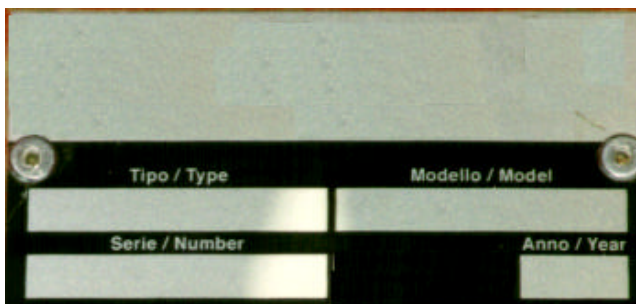 Tipo / Type Modello / Model
Serie / Number Anno / Year